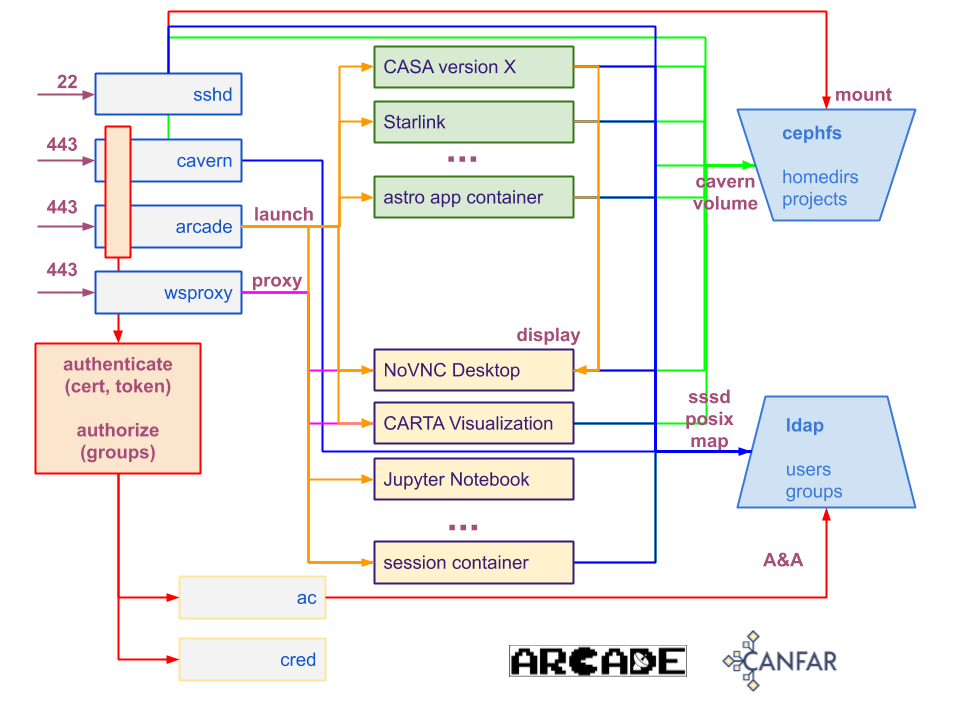 22
sshd
443
cavern
443
arcade
443
wsproxy
launch
proxy
CASA version X
Starlink
...
astro app container
display
NoVNC Desktop
CARTA Visualization
Jupyter Notebook
...
session container
mount
cephfs
homedirs
projects
cavern
volume
sssd
posix
map
ldap
users
groups
A&A
authenticate
(cert, token)
authorize
(groups)
ac
cred
ARCADE
CANFAR